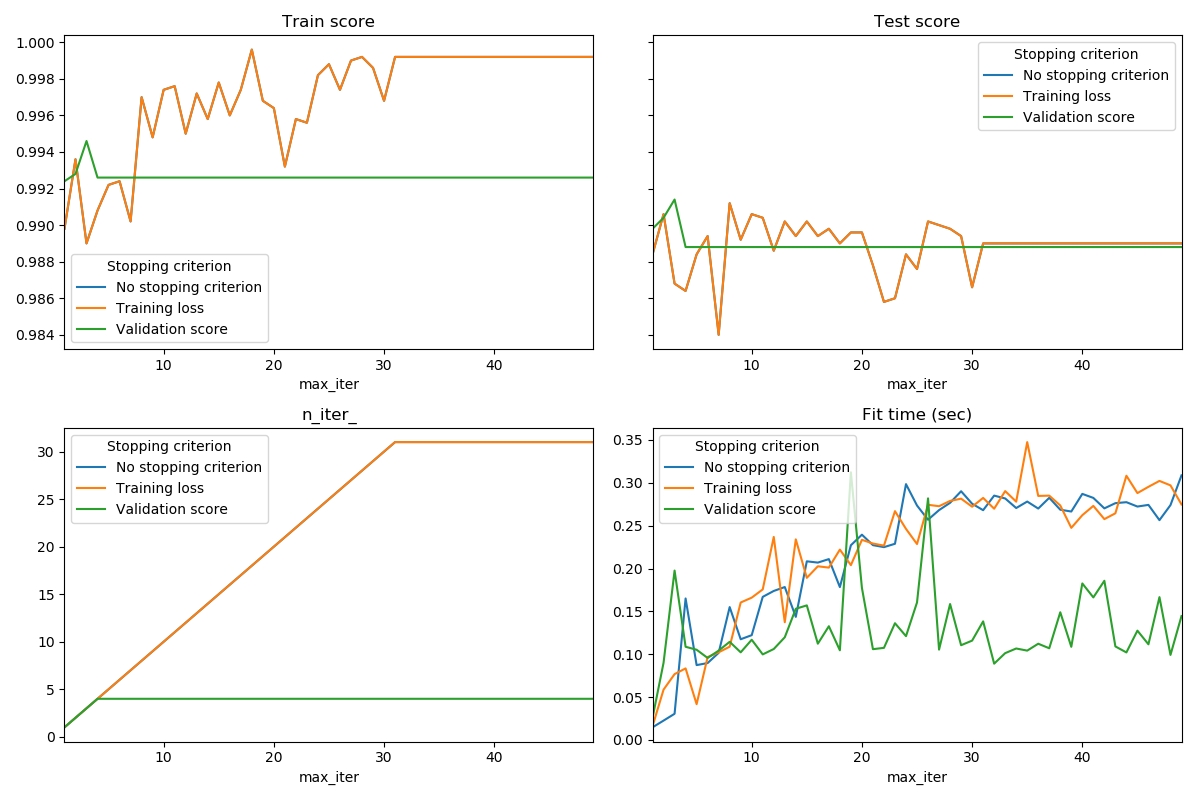 Train score
1.000
0.998
0.996
0.994
0.992
0.990
0.988
0.986
0.984
Stopping criterion
No stopping criterion
Training loss
Validation score
10 20 30 40
max_iter
Test score
Stopping criterion
No stopping criterion
Training loss
Validation score
10 20 30 40
max_iter
n_iter_
30
25
20
15
10
5
0
Stopping criterion
No stopping criterion
Training loss
Validation score
10 20 30 40
max_iter
Fit time (sec)
0.35
0.30
0.25
0.20
0.15
0.10
0.05
0.00
Stopping criterion
No stopping criterion
Training loss
Validation score
10 20 30 40
max_iter